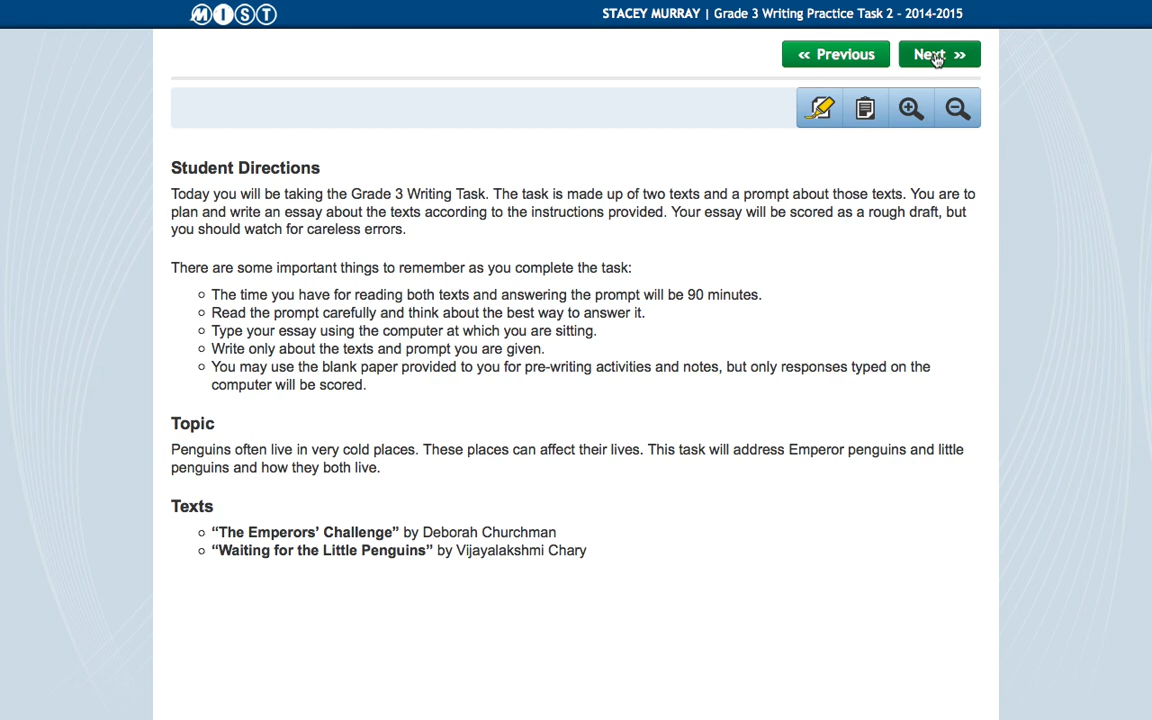 MIST
STACEY MURRAY | Grade 3 Writing Practice Task 2 - 2014-2015
« Previous
Next »
Student Directions
Today you will be taking the Grade 3 Writing Task. The task is made up of two texts and a prompt about those texts. You are to
plan and write an essay about the texts according to the instructions provided. Your essay will be scored as a rough draft, but
you should watch for careless errors.
There are some important things to remember as you complete the task:
The time you have for reading both texts and answering the prompt will be 90 minutes.
Read the prompt carefully and think about the best way to answer it.
Type your essay using the computer at which you are sitting.
Write only about the texts and prompt you are given.
You may use the blank paper provided to you for pre-writing activities and notes, but only responses typed on the
computer will be scored.
Topic
Penguins often live in very cold places. These places can affect their lives. This task will address Emperor penguins and little
penguins and how they both live.
Texts
“The Emperors’ Challenge” by Deborah Churchman
“Waiting for the Little Penguins” by Vijayalakshmi Chary